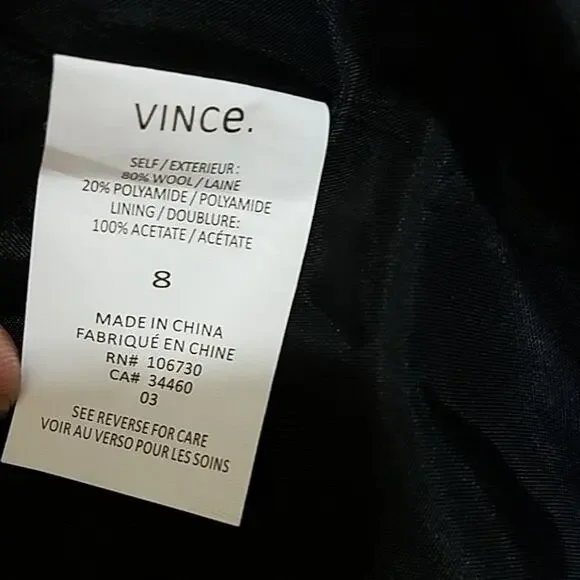 VINCe.
SELF / EXTERIEUR :
80% WOOL / LAINE
20% POLYAMIDE / POLYAMIDE
LINING / DOUBLURE:
100% ACETATE / ACÉTATE
8
MADE IN CHINA
FABRIQUÉ EN CHINE
RN# 106730
CA# 34460
03
SEE REVERSE FOR CARE
VOIR AU VERSO POUR LES SOINS